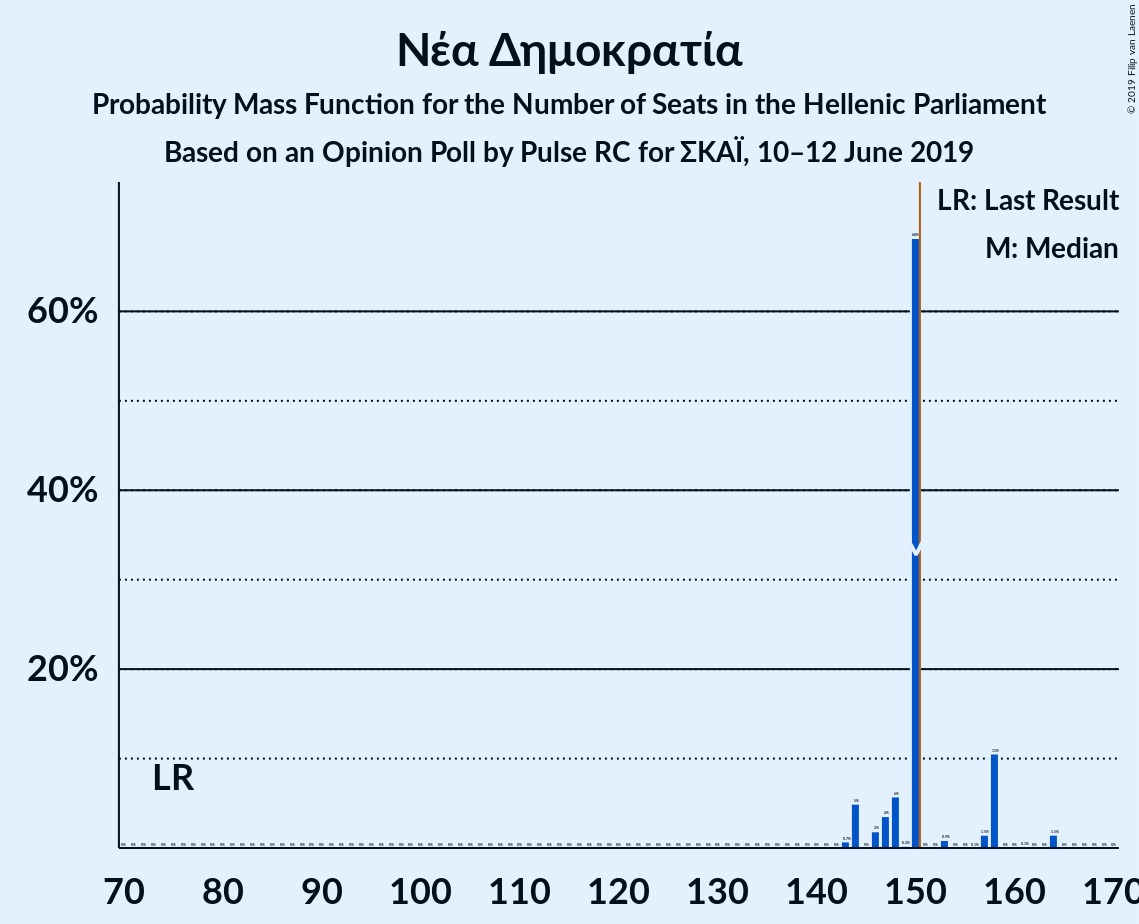 Νέα Δημοκρατία
Probability Mass Function for the Number of Seats in the Hellenic Parliament
Based on an Opinion Poll by Pulse RC for ΣΚΑΪ, 10–12 June 2019
© 2019 Filip van Laenen
LR: Last Result
M: Median
60%
40%
20%
LR
70 80 90 100 110 120 130 140 150 160 170